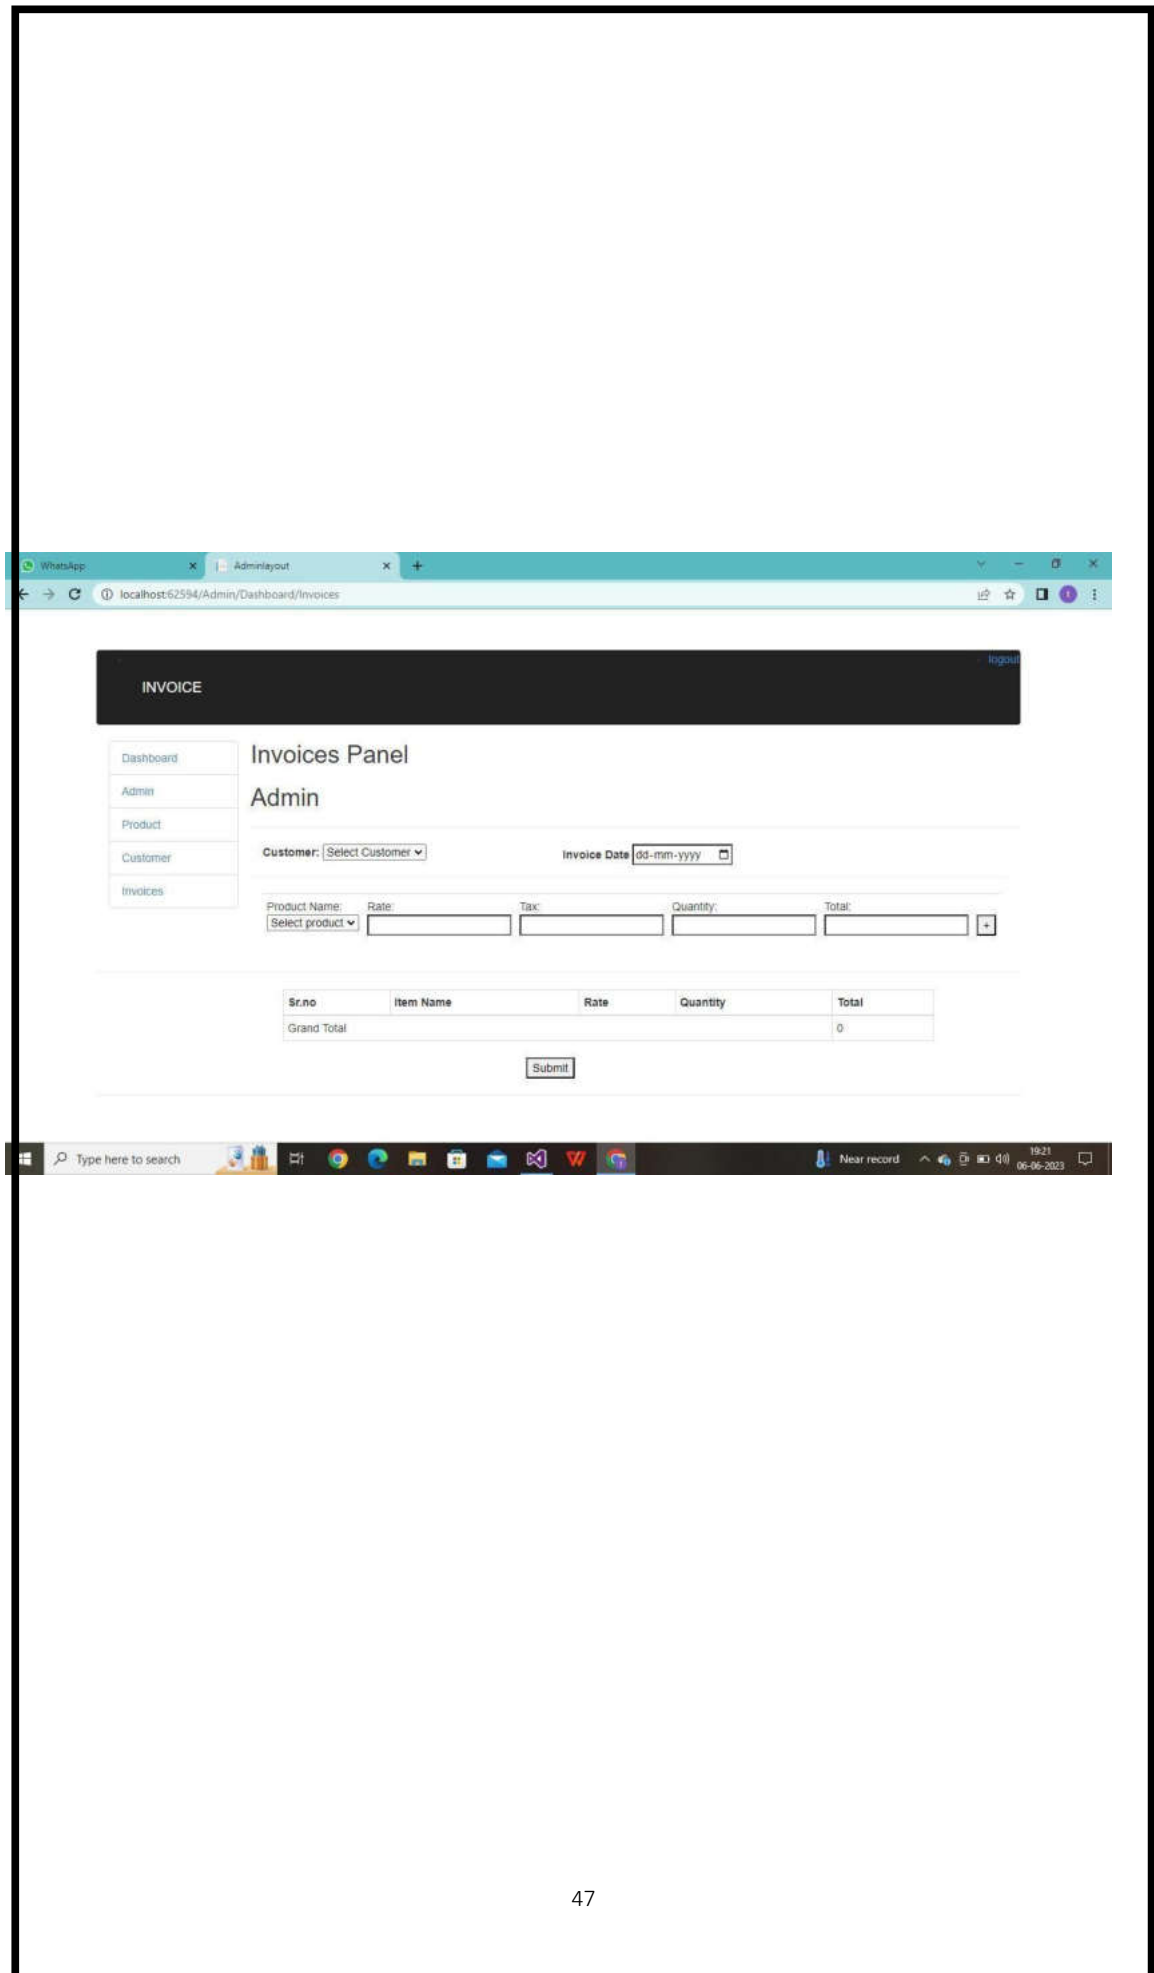 WhatsApp
Adminlayout
localhost:62594/Admin/Dashboard/Invoices
logout
INVOICE
Dashboard
Admin
Product
Customer
Invoices
Invoices Panel
Admin
Customer: Select Customer
Invoice Date dd-mm-yyyy
Product Name: Rate: Tax: Quantity: Total:
Select product +
Sr.no Item Name Rate Quantity Total
Grand Total 0
Submit
Type here to search
Near record
19:21
06-06-2023
47